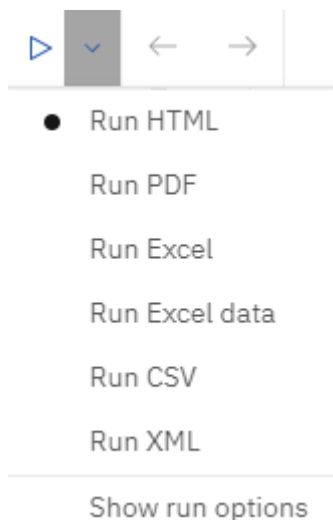 Run HTML
Run PDF
Run Excel
Run Excel data
Run CSV
Run XML
Show run options